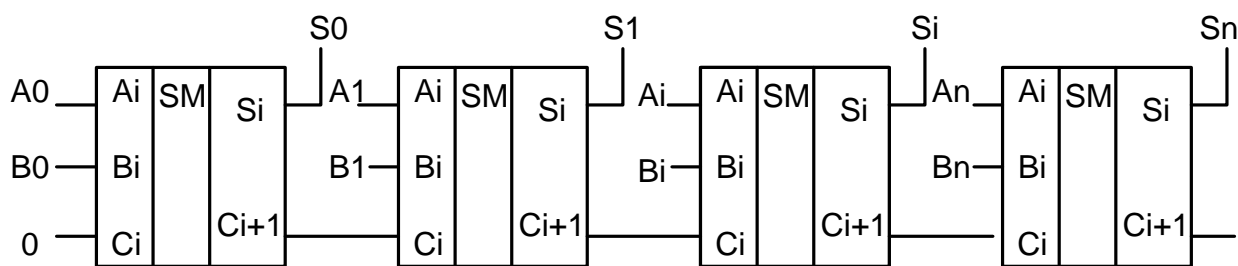 S0 S1 Si Sn
A0 Ai SM Si A1 Ai SM Si Ai Ai SM Si An Ai SM Si
B0 Bi B1 Bi Bi Bi Bn Bi
0 Ci Ci+1 Ci Ci+1 Ci Ci+1 Ci Ci+1